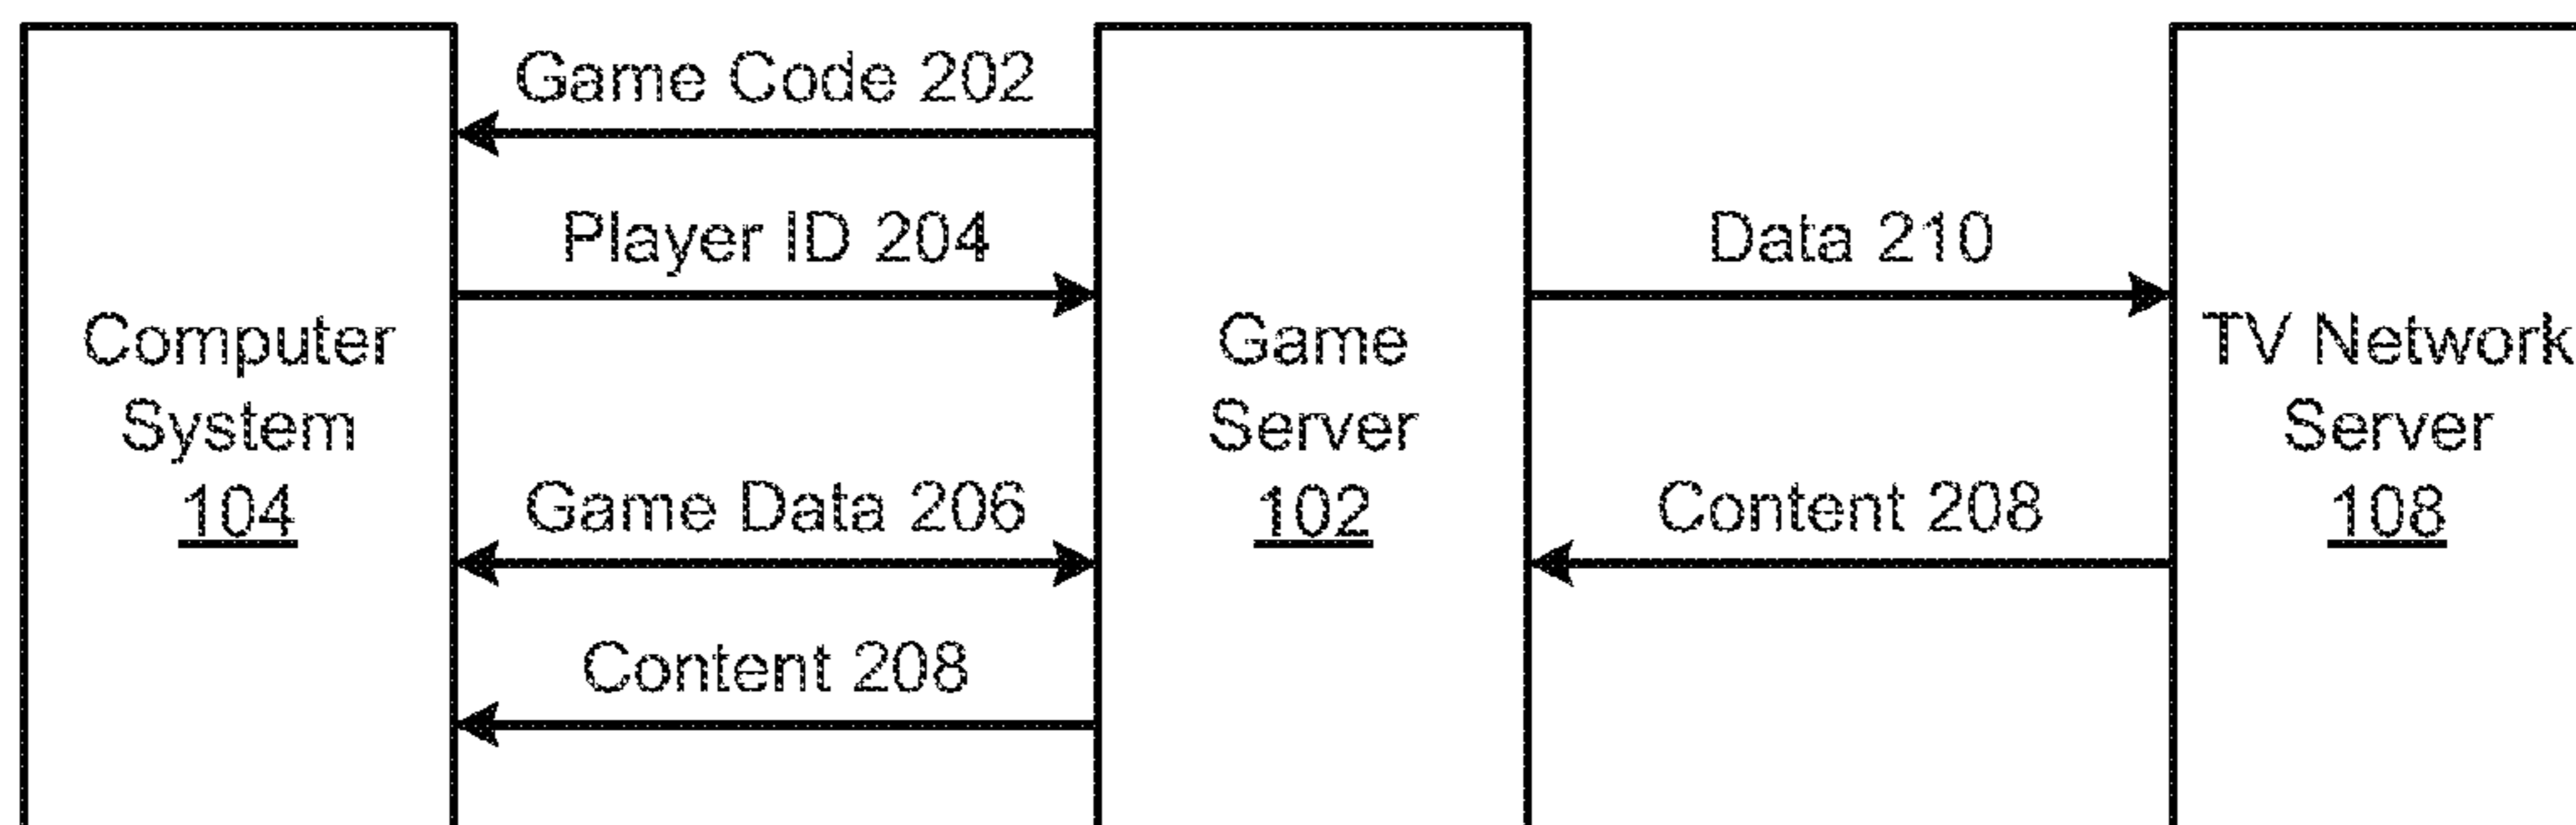 Computer
System
104
Game Code 202
Player ID 204
Game Data 206
Content 208
Game
Server
102
Data 210
Content 208
TV Network
Server
108